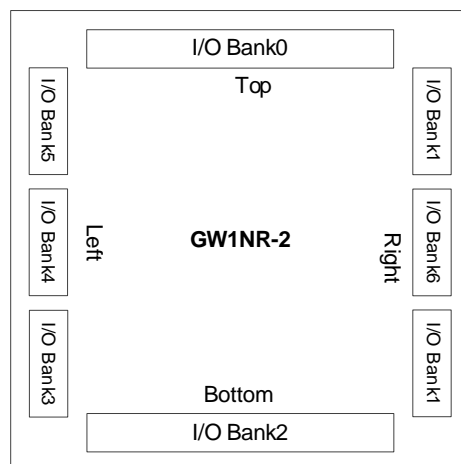 I/O Bank0
Top
I/O Bank5
I/O Bank1
Left
GW1NR-2
Right
I/O Bank4
I/O Bank6
I/O Bank3
I/O Bank1
Bottom
I/O Bank2